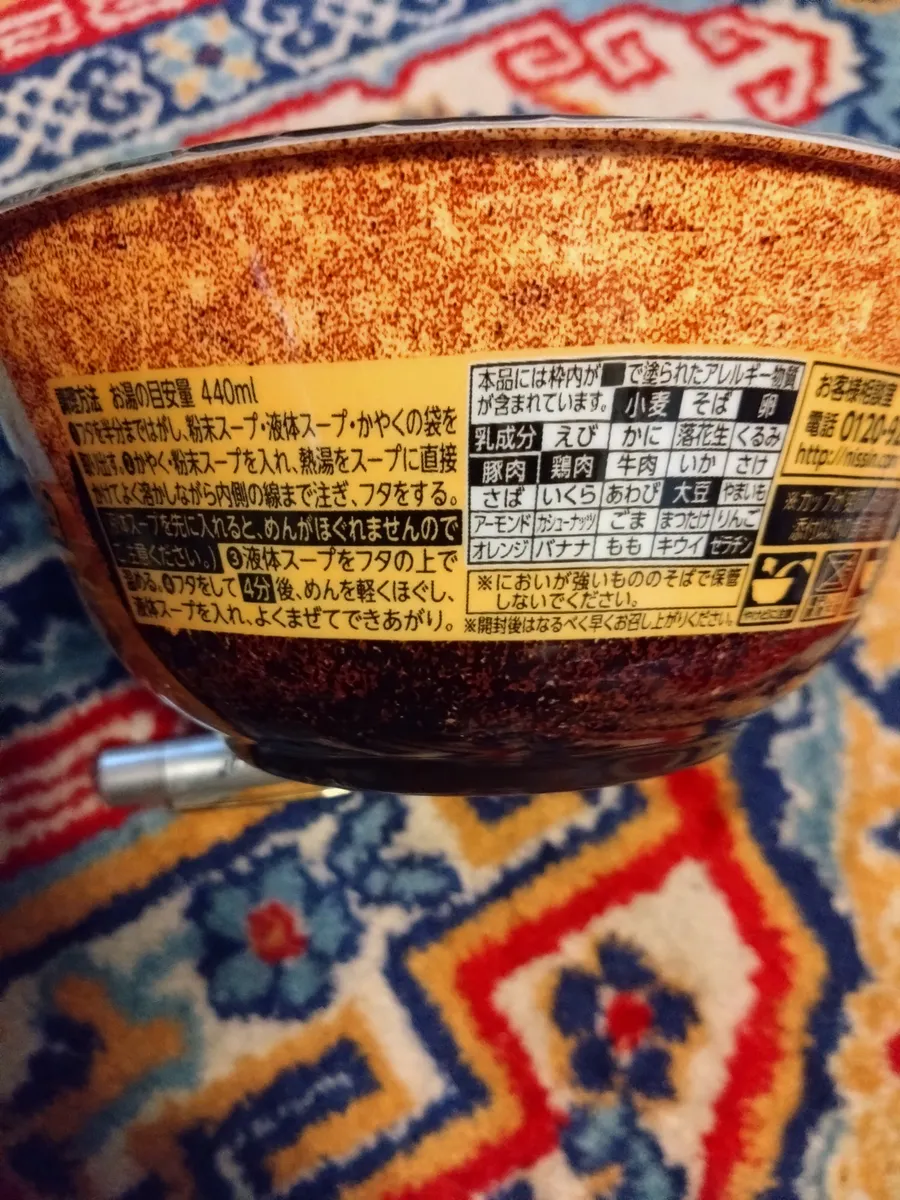 調理方法 お湯の目安量 440ml
❶フタを半分まではがし、粉末スープ・液体スープ・かやくの袋を
取り出す。❷かやく・粉末スープを入れ、熱湯をスープに直接
かけてよく溶かしながら内側の線まで注ぎ、フタをする。
液体スープを先に入れると、めんがほぐれませんので
ご注意ください。) ❸液体スープをフタの上で
温める。❹フタをして 4分 後、めんを軽くほぐし、
液体スープを入れ、よくまぜてできあがり。
本品には枠内が■で塗られたアレルギー物質
が含まれています。 小麦 そば 卵
乳成分 えび かに 落花生 くるみ
豚肉 鶏肉 牛肉 いか さけ
さば いくら あわび 大豆 やまいも
アーモンド カシューナッツ ごま まつたけ りんご
オレンジ バナナ もも キウイ ゼラチン
※においが強いもののそばで保管
しないでください。
※開封後はなるべく早くお召し上がりください。
お客様相談室
電話 0120-92
http://nissin.com
※カップが
添付
やけどに注意